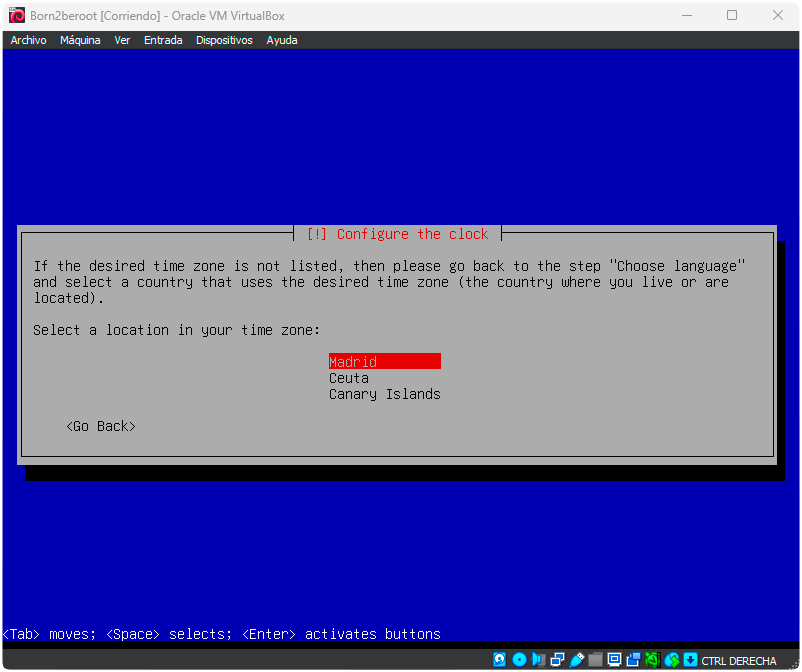 Born2beroot [Corriendo] - Oracle VM VirtualBox
Archivo Máquina Ver Entrada Dispositivos Ayuda
[!] Configure the clock
If the desired time zone is not listed, then please go back to the step "Choose language"
and select a country that uses the desired time zone (the country where you live or are
located).
Select a location in your time zone:
Madrid
Ceuta
Canary Islands
<Go Back>
<Tab> moves; <Space> selects; <Enter> activates buttons
CTRL DERECHA